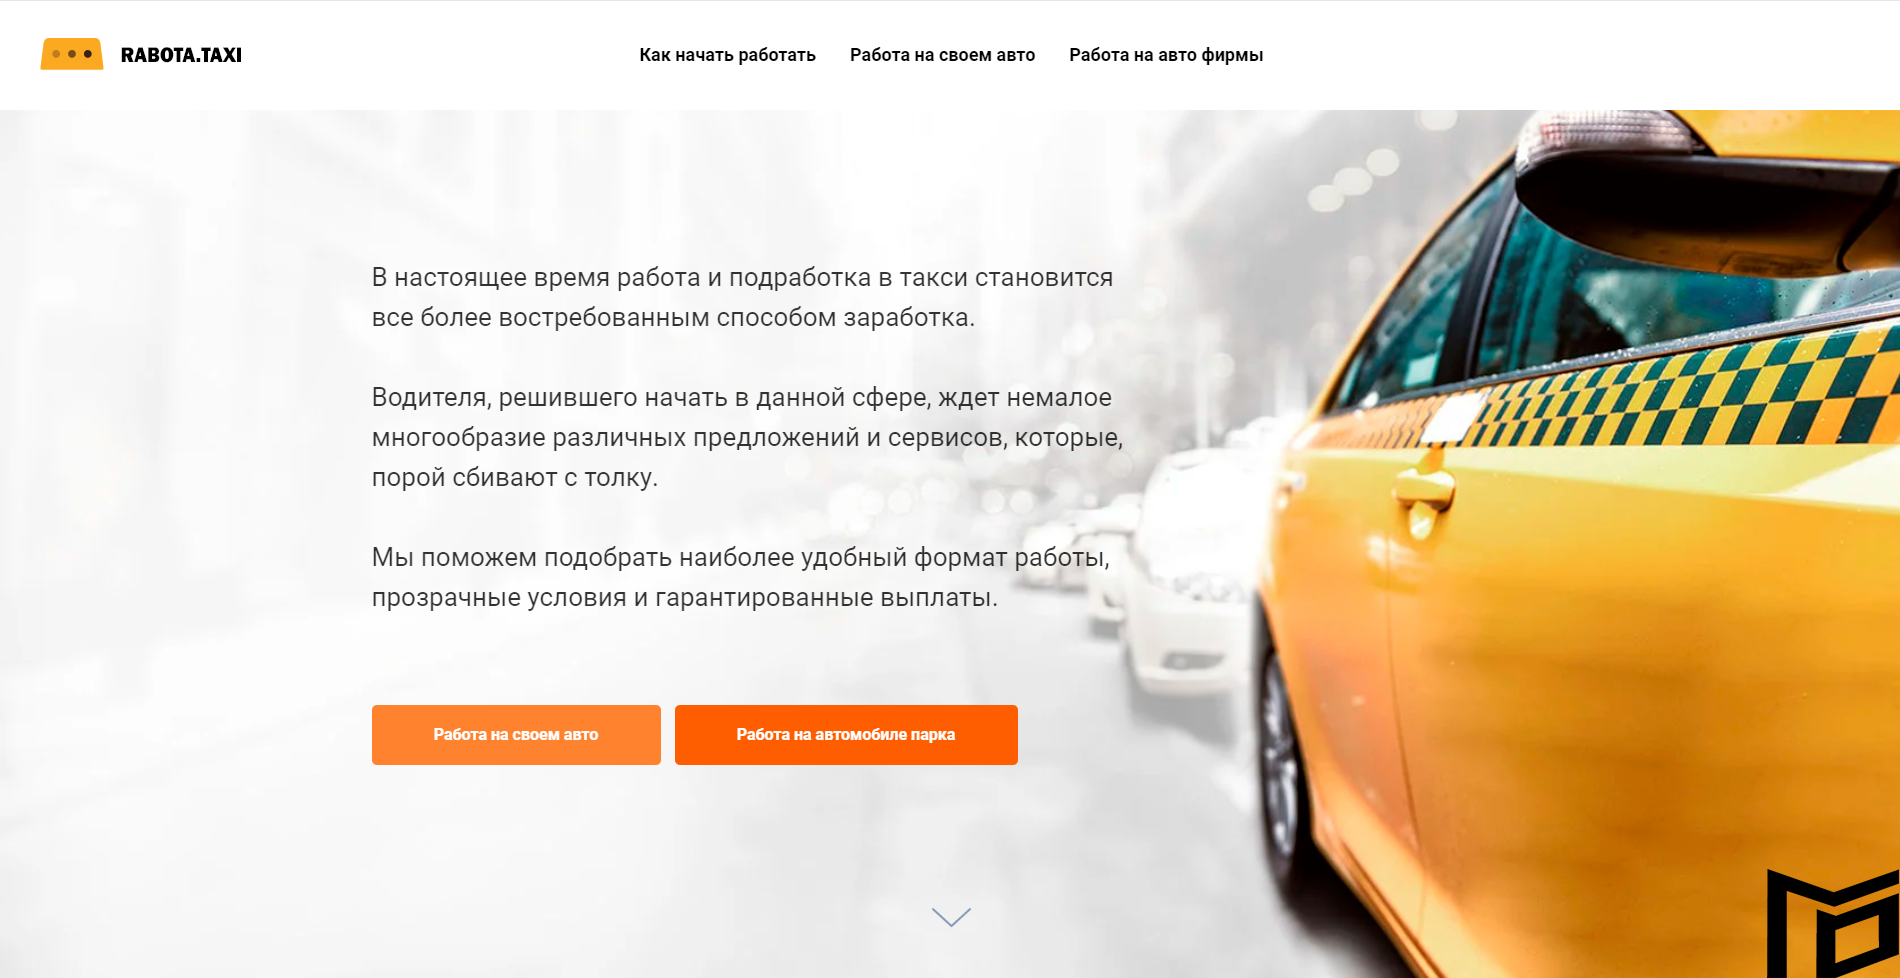 RABOTA.TAXI
Как начать работать
Работа на своем авто
Работа на авто фирмы
В настоящее время работа и подработка в такси становится
все более востребованным способом заработка.
Водителя, решившего начать в данной сфере, ждет немалое
многообразие различных предложений и сервисов, которые,
порой сбивают с толку.
Мы поможем подобрать наиболее удобный формат работы,
прозрачные условия и гарантированные выплаты.
Работа на своем авто
Работа на автомобиле парка